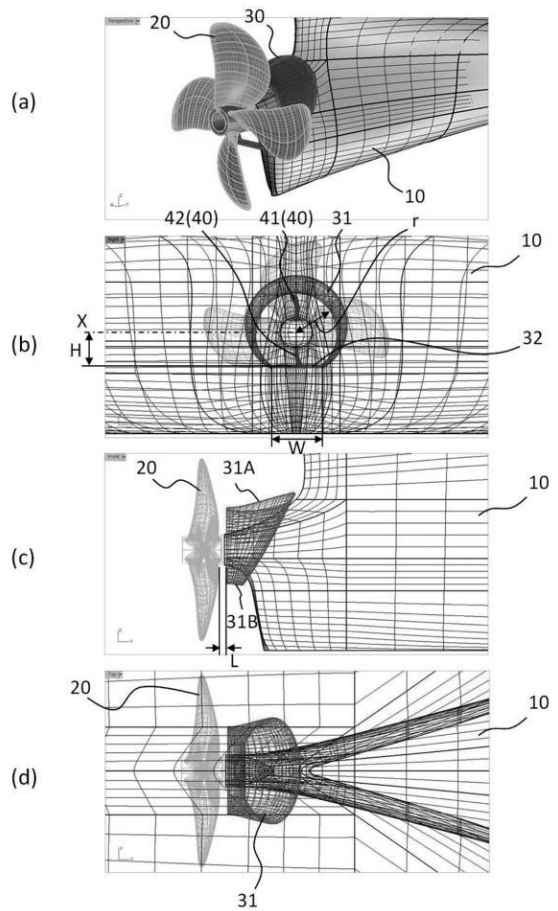 20
30
Perspective
(a)
10
42(40)
41(40)
31
r
10
Right
X
H
(b)
32
W
20
31A
10
Front
(c)
31B
L
20
10
Top
(d)
31